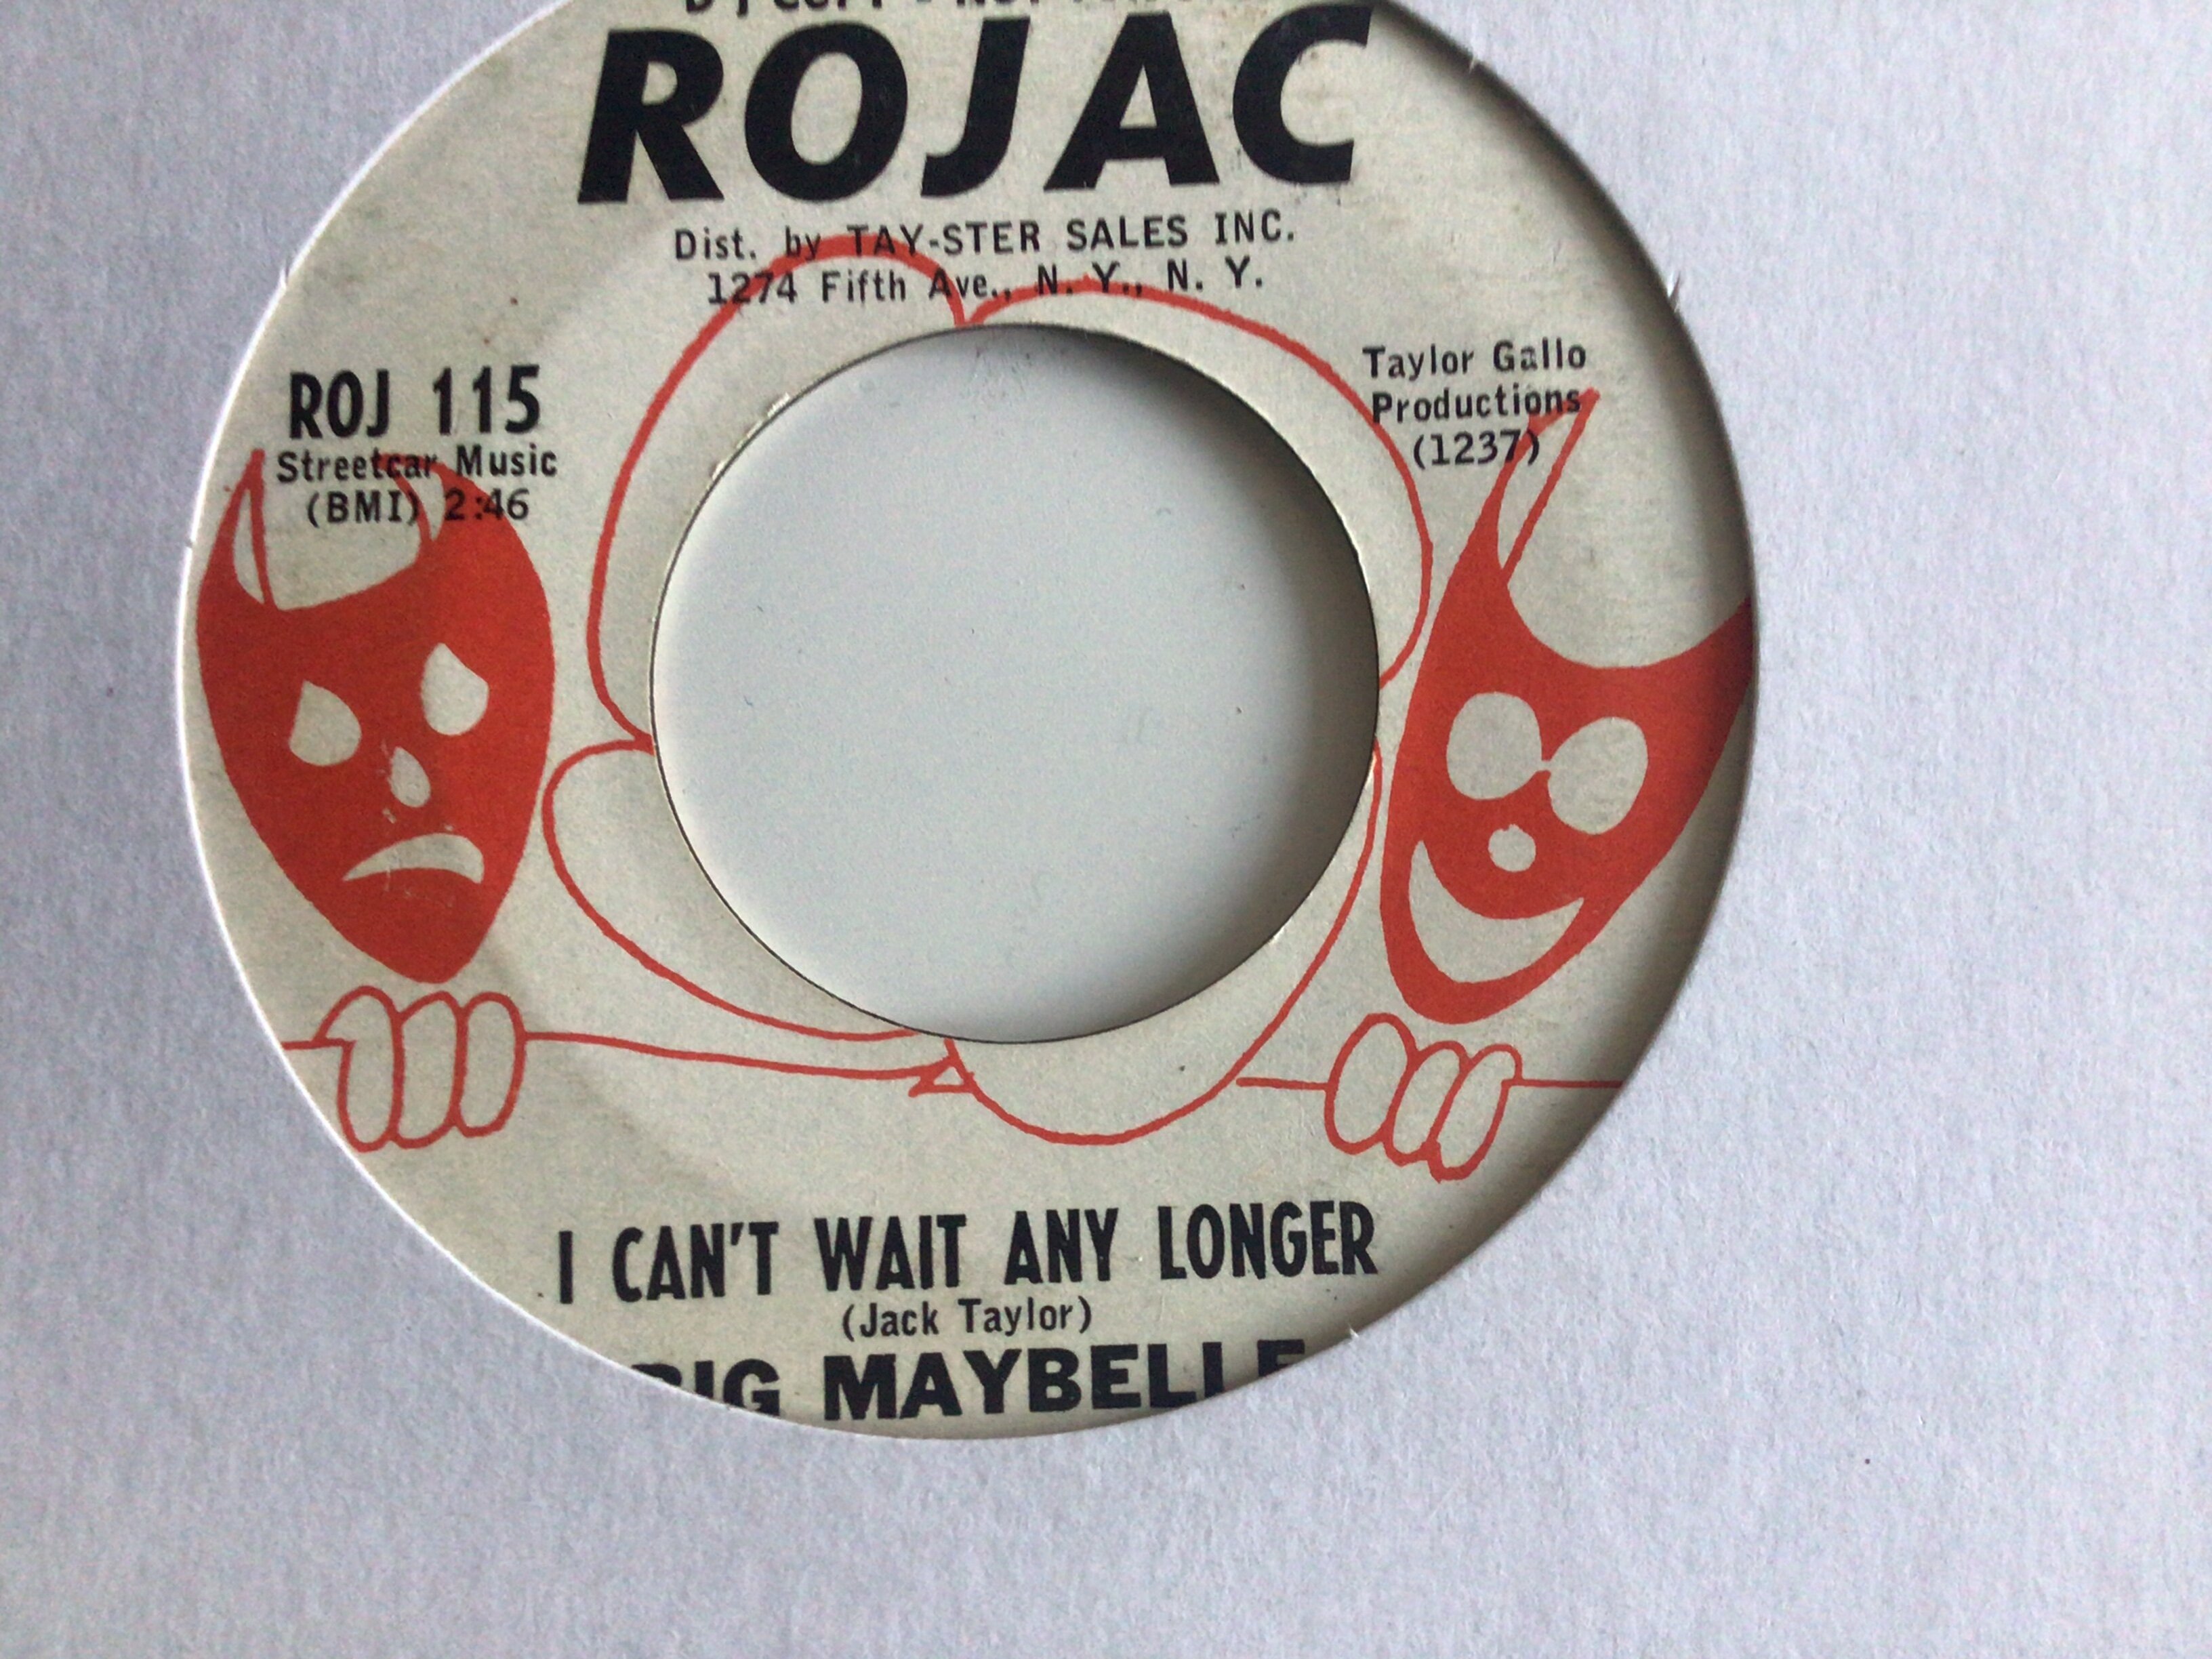 ROJAC
Dist. by TAY-STER SALES INC.
1274 Fifth Ave., N. Y., N. Y.
ROJ 115
Streetcar Music
(BMI) 2:46
Taylor Gallo
Productions
(1237)
I CAN'T WAIT ANY LONGER
(Jack Taylor)
BIG MAYBELLE